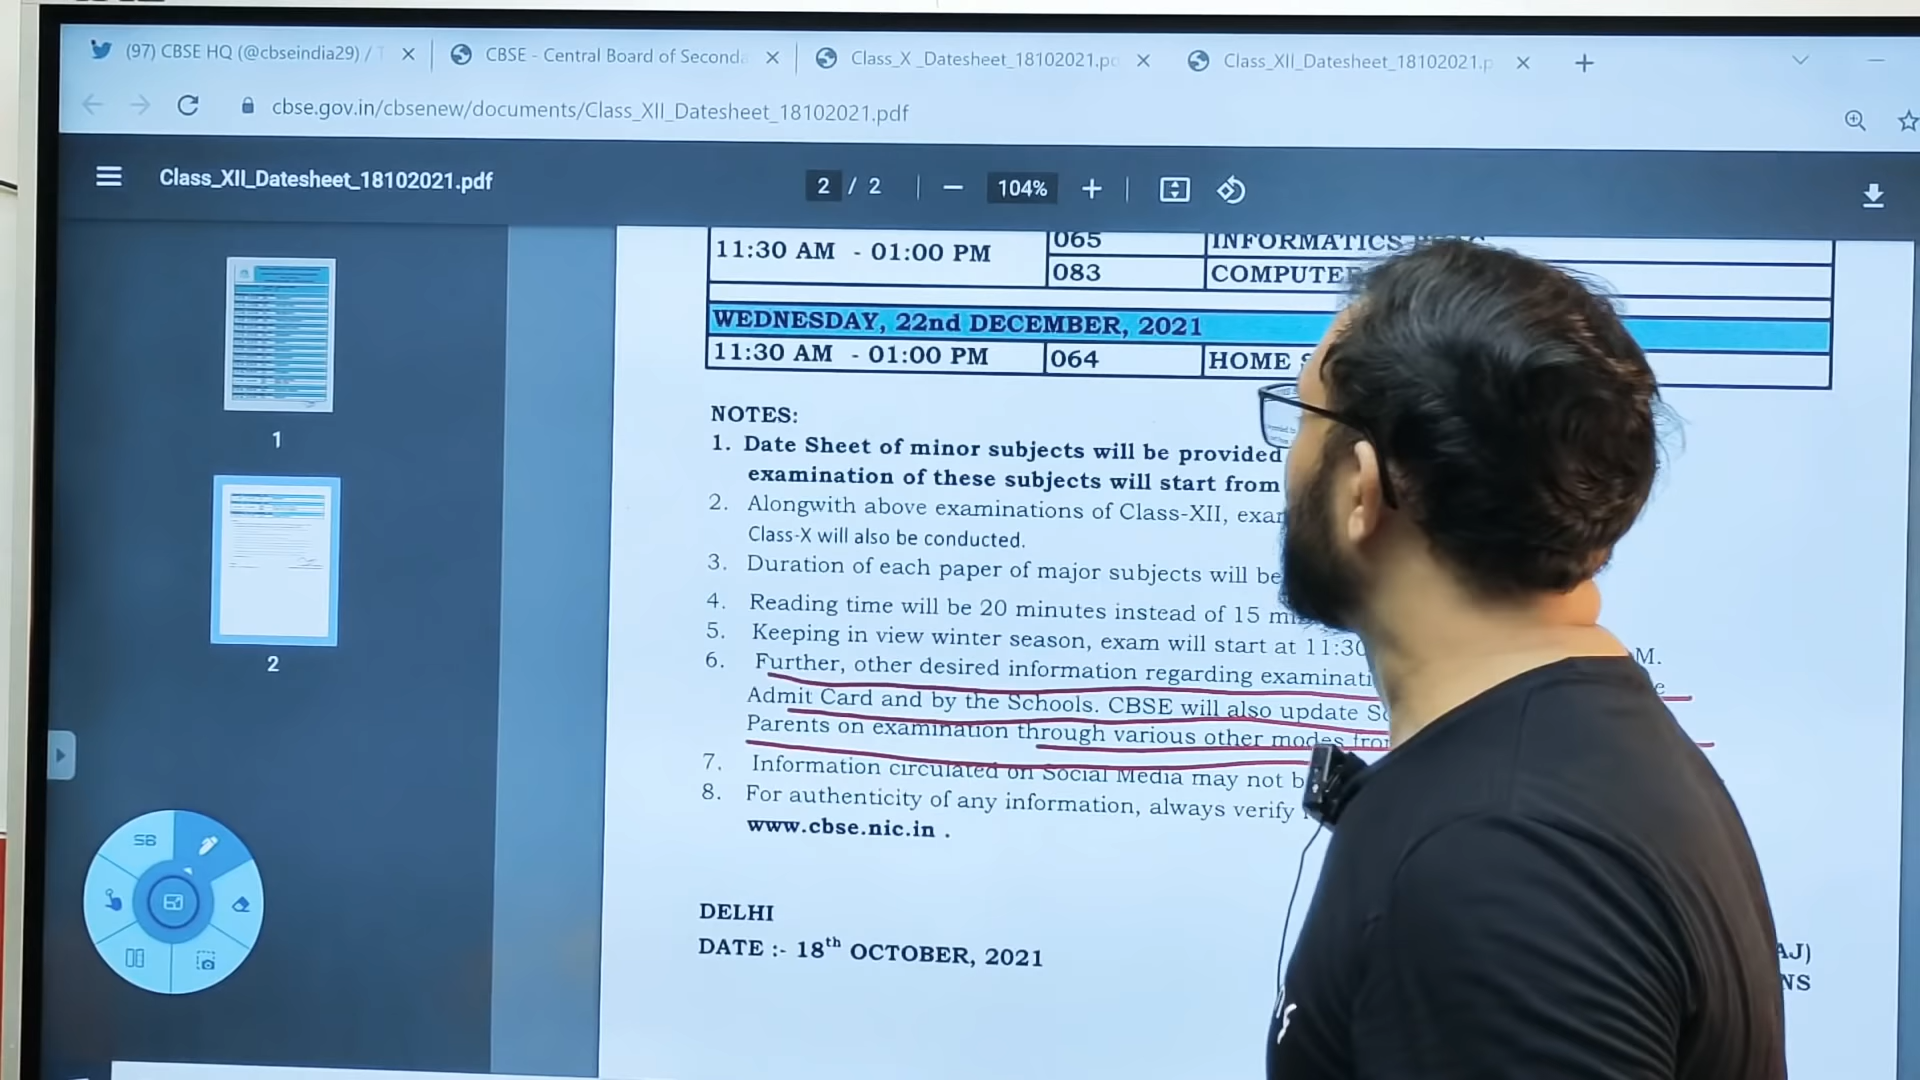 (97) CBSE HQ (@cbseindia29) / T
CBSE - Central Board of Seconda
Class_X _Datesheet_18102021.pd
Class_XII_Datesheet_18102021.p
cbse.gov.in/cbsenew/documents/Class_XII_Datesheet_18102021.pdf
Class_XII_Datesheet_18102021.pdf
2 / 2
104%
1
2
SB
065 INFORMATICS
11:30 AM - 01:00 PM
083 COMPUTE
WEDNESDAY, 22nd DECEMBER, 2021
11:30 AM - 01:00 PM 064 HOME
NOTES:
1. Date Sheet of minor subjects will be provided
examination of these subjects will start from
2. Alongwith above examinations of Class-XII, exa
Class-X will also be conducted.
3. Duration of each paper of major subjects will be
4. Reading time will be 20 minutes instead of 15
5. Keeping in view winter season, exam will start at 11:30 M.
6. Further, other desired information regarding examinati e
Admit Card and by the Schools. CBSE will also update
Parents on examination through various other modes from
7. Information circulated on Social Media may not b
8. For authenticity of any information, always verify
www.cbse.nic.in .
DELHI
DATE :- 18th OCTOBER, 2021
AJ)
NS